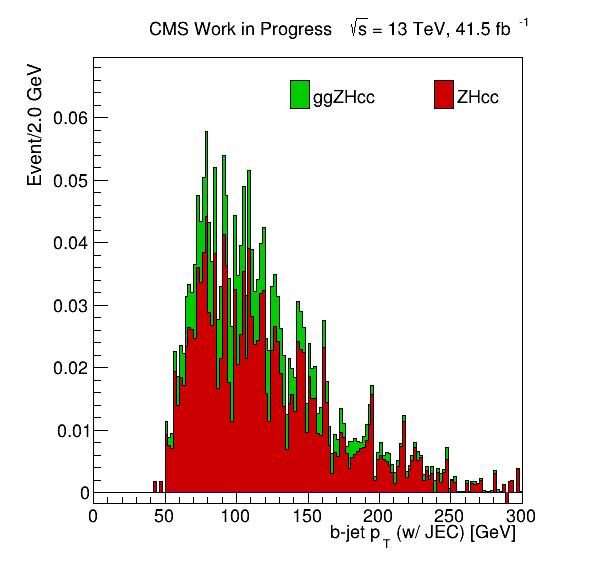 CMS Work in Progress √s = 13 TeV, 41.5 fb -1
ggZHcc ZHcc
Event/2.0 GeV
0.06
0.05
0.04
0.03
0.02
0.01
0
0 50 100 150 200 250 300
b-jet p_T (w/ JEC) [GeV]